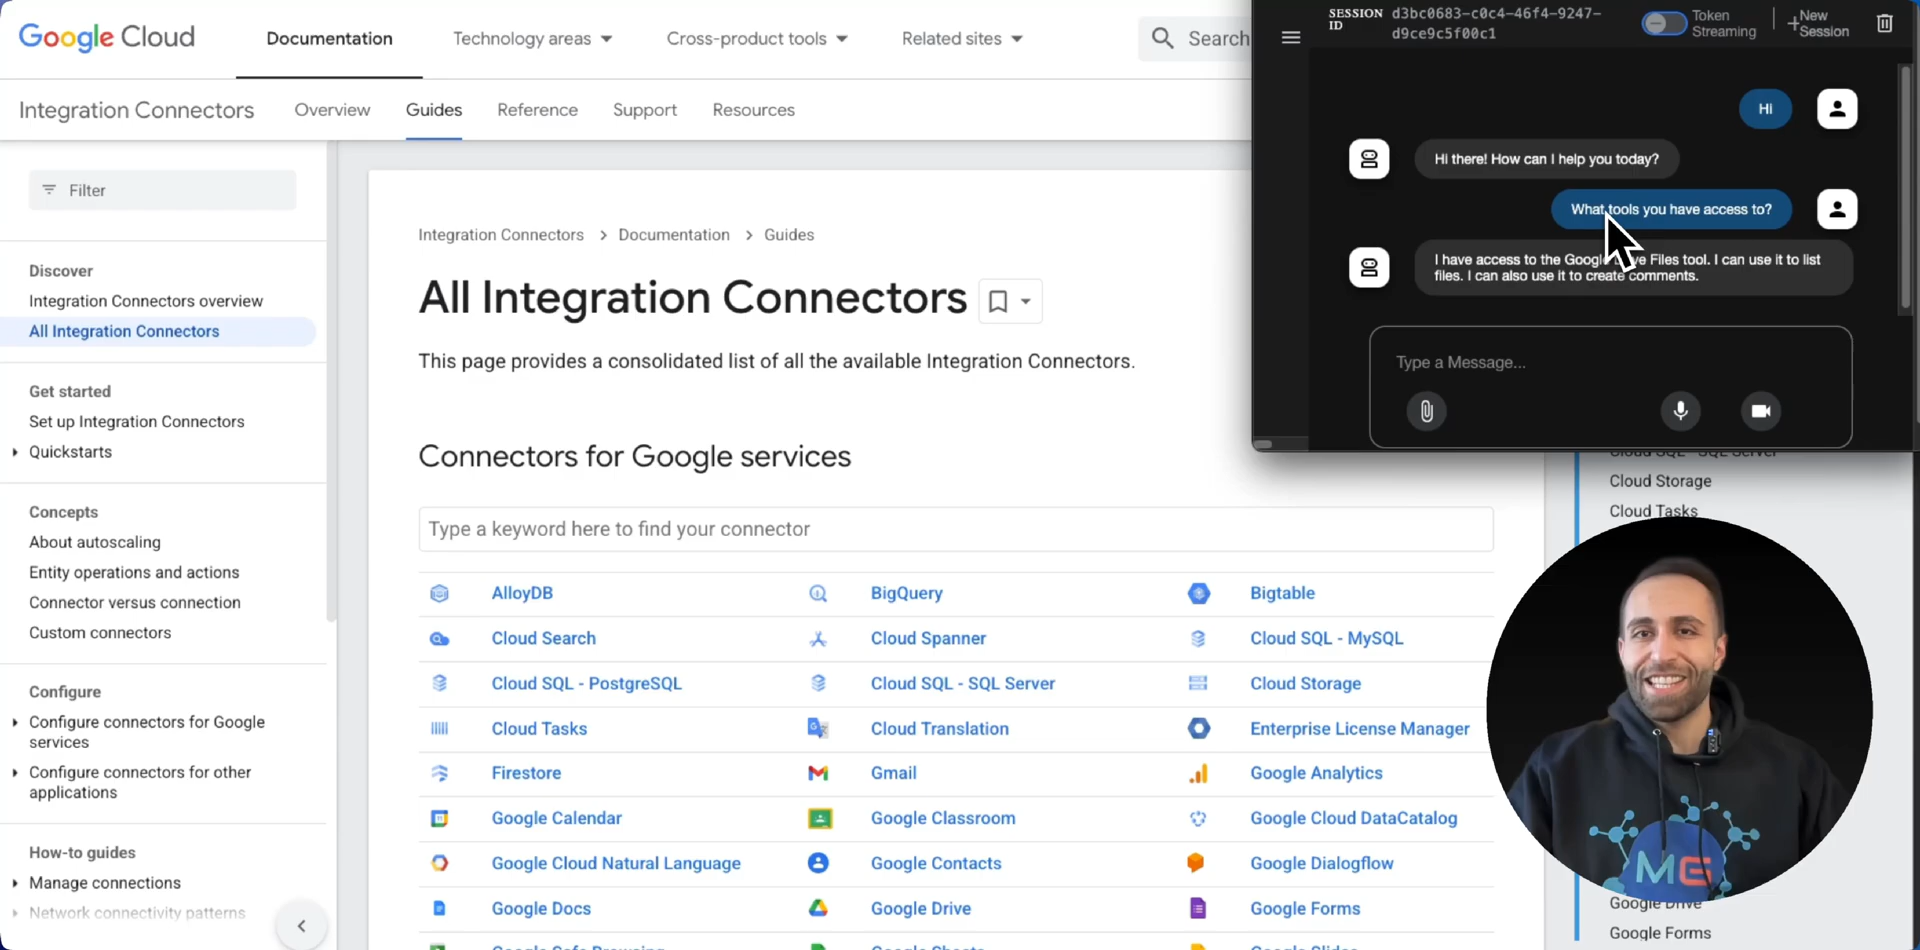 Google Cloud
Documentation
Technology areas
Cross-product tools
Related sites
Search
Integration Connectors
Overview
Guides
Reference
Support
Resources
Filter
Discover
Integration Connectors overview
All Integration Connectors
Get started
Set up Integration Connectors
Quickstarts
Concepts
About autoscaling
Entity operations and actions
Connector versus connection
Custom connectors
Configure
Configure connectors for Google
services
Configure connectors for other
applications
How-to guides
Manage connections
Network connectivity patterns
Integration Connectors > Documentation > Guides
All Integration Connectors
This page provides a consolidated list of all the available Integration Connectors.
Connectors for Google services
Type a keyword here to find your connector
AlloyDB
BigQuery
Bigtable
Cloud Search
Cloud Spanner
Cloud SQL - MySQL
Cloud SQL - PostgreSQL
Cloud SQL - SQL Server
Cloud Storage
Cloud Tasks
Cloud Translation
Enterprise License Manager
Firestore
Gmail
Google Analytics
Google Calendar
Google Classroom
Google Cloud DataCatalog
Google Cloud Natural Language
Google Contacts
Google Dialogflow
Google Docs
Google Drive
Google Forms
SESSION
ID
d3bc0683-c0c4-46f4-9247-
d9ce9c5f00c1
Token
Streaming
+New
Session
HI
Hi there! How can I help you today?
What tools you have access to?
I have access to the Google Files tool. I can use it to list
files. I can also use it to create comments.
Type a Message...
Cloud SQL - SQL Server
Cloud Storage
Cloud Tasks
MG
Google Drive
Google Forms